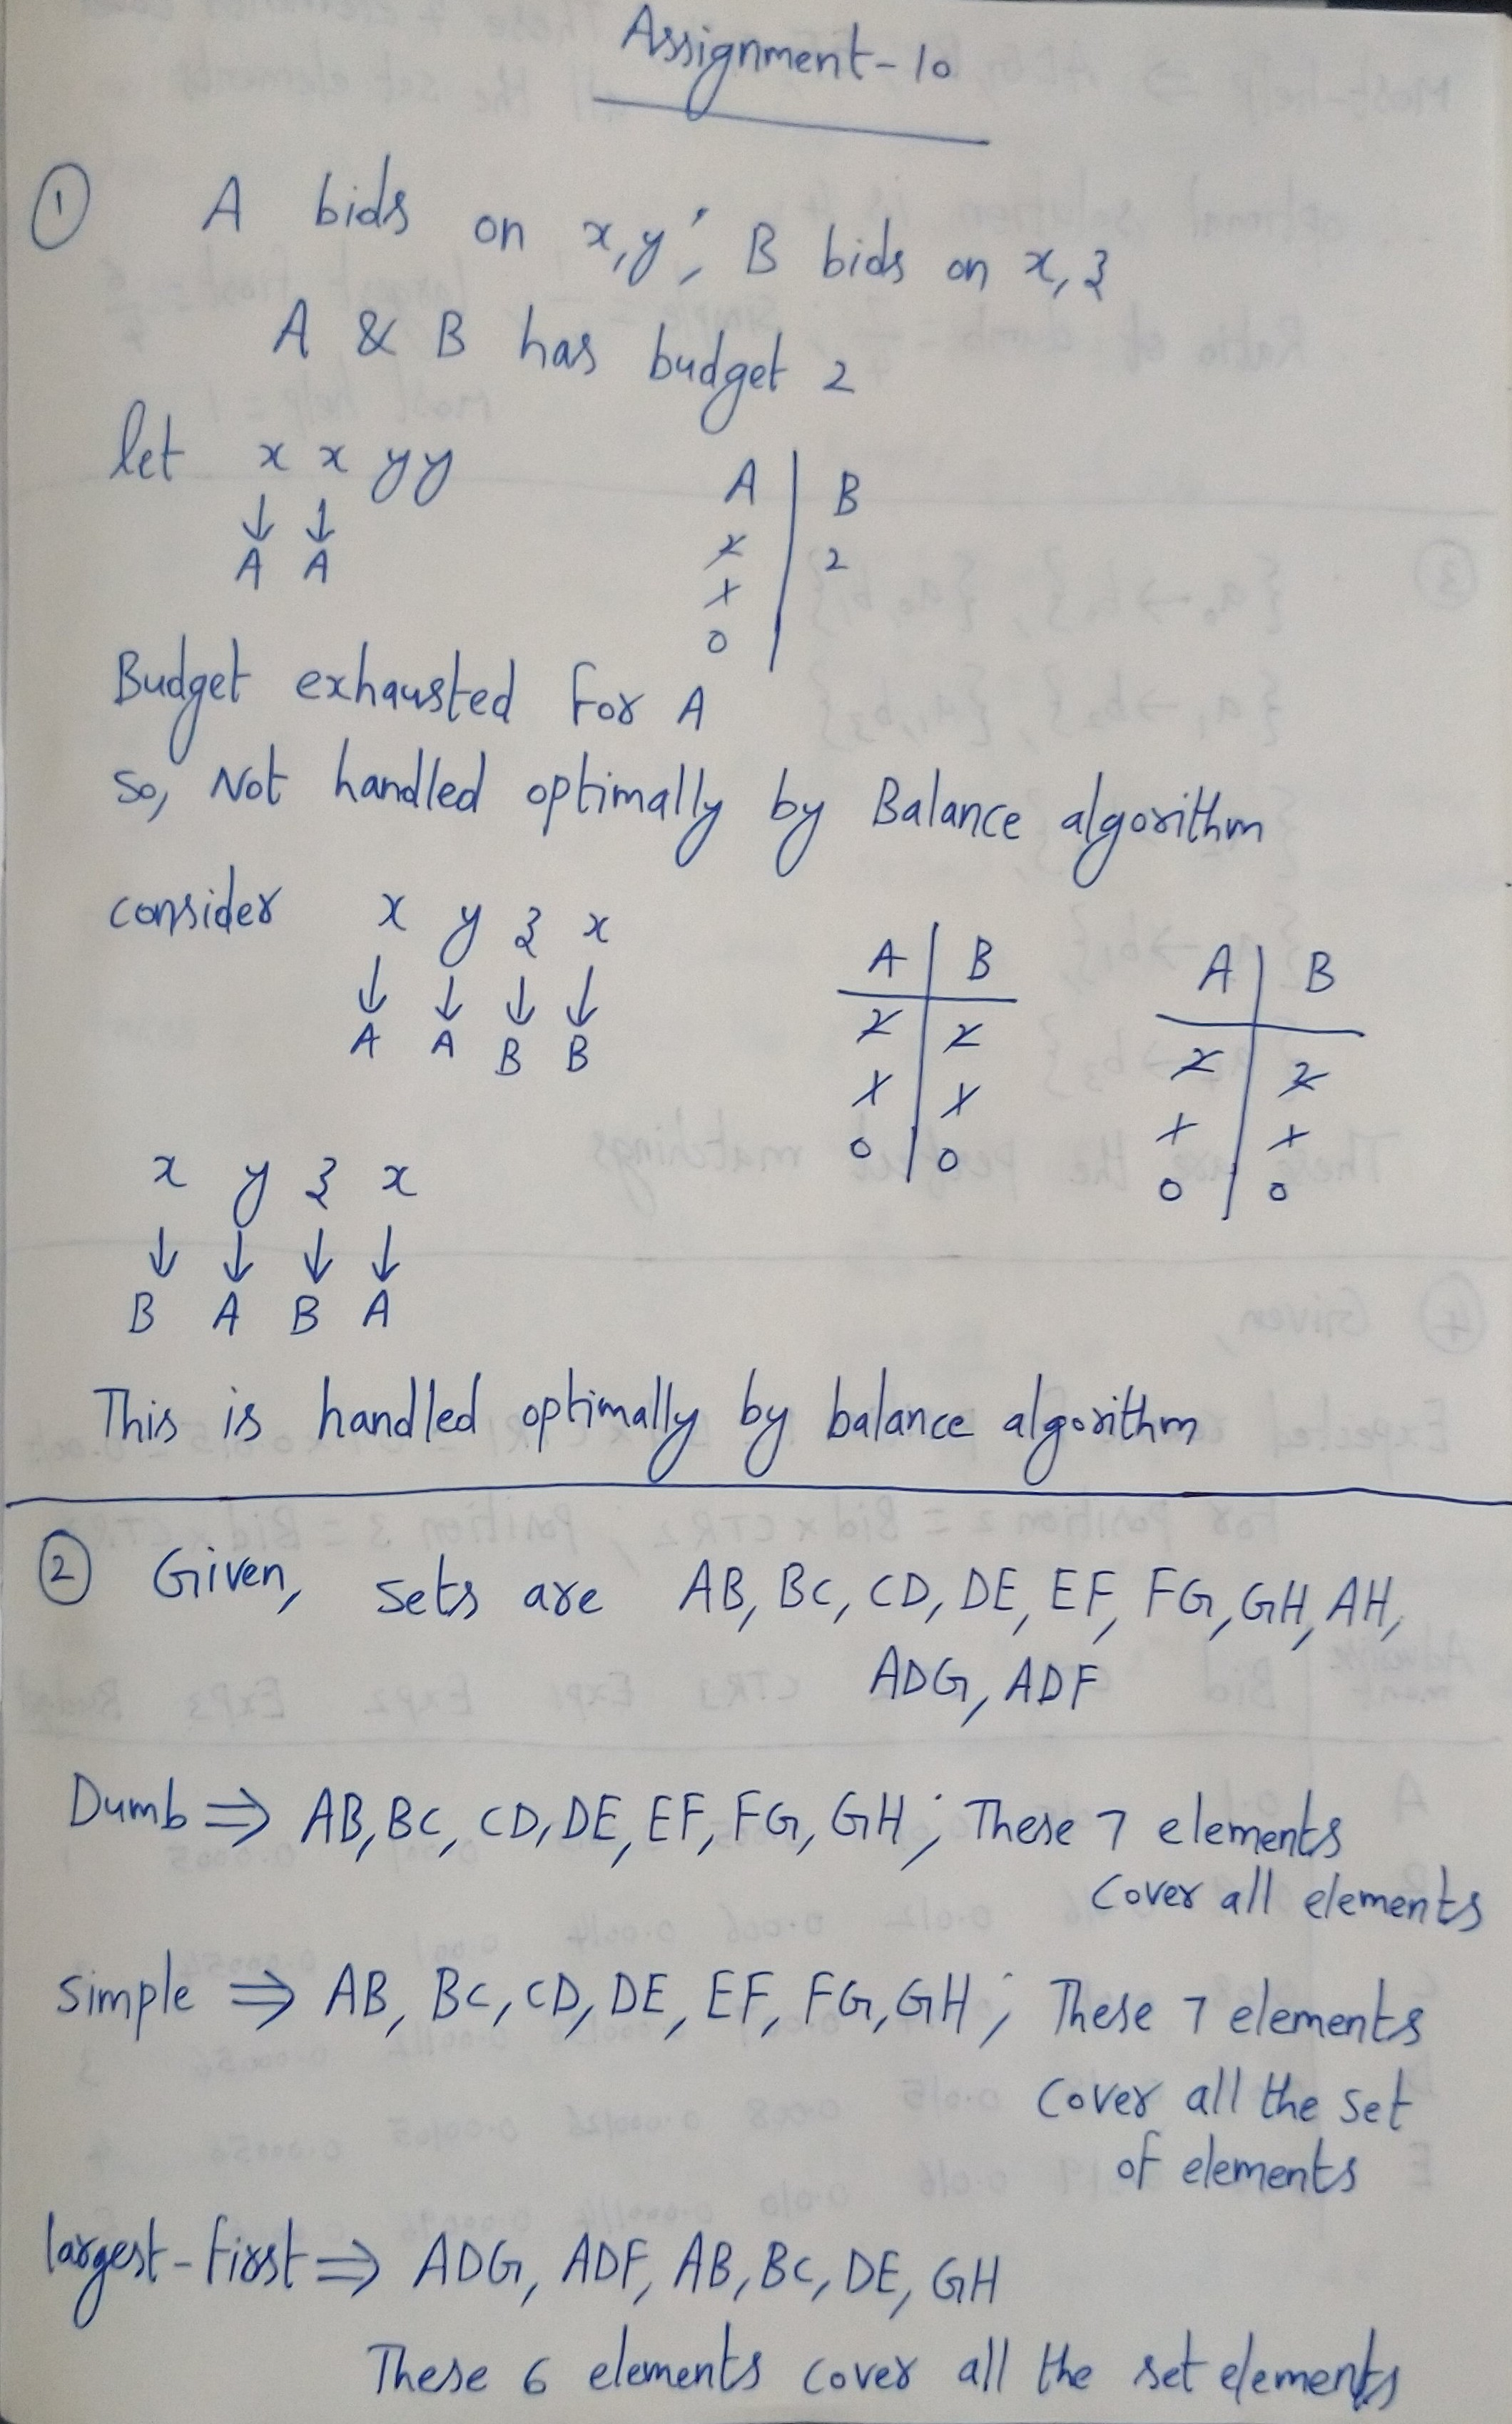 Assignment-10
① A bids on x,y; B bids on x,z
A & B has budget 2
let x x y y A | B
↓ ↓ 2 | 2
A A 1
0
Budget exhausted for A
So, Not handled optimally by Balance algorithm
consider x y z x A | B A | B
↓ ↓ ↓ ↓ 2 | 2 2 | 2
A A B B 1 | 1 1 | 1
0 | 0 0 | 0
x y z x
↓ ↓ ↓ ↓
B A B A
This is handled optimally by balance algorithm
② Given, sets are AB, BC, CD, DE, EF, FG, GH, AH,
ADG, ADF
Dumb ⇒ AB, BC, CD, DE, EF, FG, GH; These 7 elements
Cover all elements
Simple ⇒ AB, BC, CD, DE, EF, FG, GH; These 7 elements
Cover all the set
of elements
largest-first ⇒ ADG, ADF, AB, BC, DE, GH
These 6 elements cover all the set elements